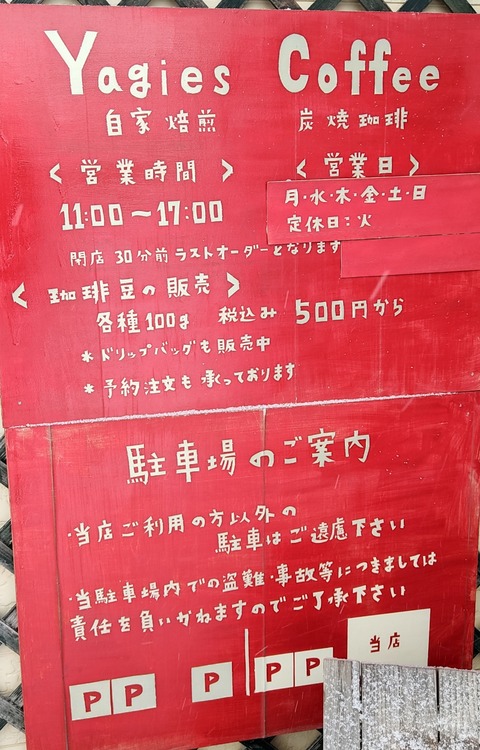 Yagies Coffee
自家焙煎 炭焼珈琲
<営業時間>
11:00～17:00
<営業日>
月・水・木・金・土・日
定休日：火
閉店30分前ラストオーダーとなります
<珈琲豆の販売>
各種100g 税込み 500円から
*ドリップバッグも販売中
*予約注文も承くっております
駐車場のご案内
・当店ご利用の方以外の
駐車はご遠慮下さい
・当駐車場内での盗難・事故等につきましては
責任を負いかねますのでご了承下さい
当店
P P P P P